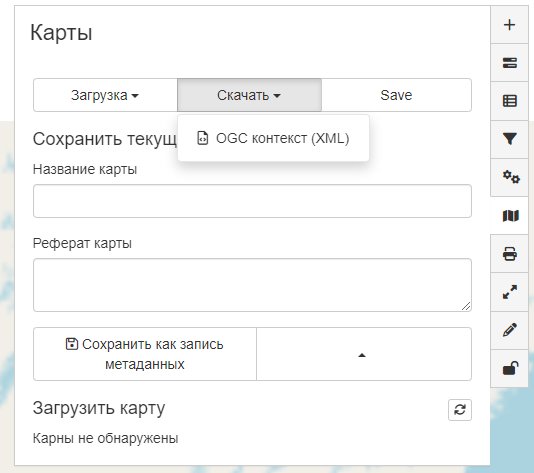 Карты
Загрузка
Скачать
Save
OGC контекст (XML)
Сохранить текущ
Название карты
Реферат карты
Сохранить как запись
метаданных
Загрузить карту
Карны не обнаружены